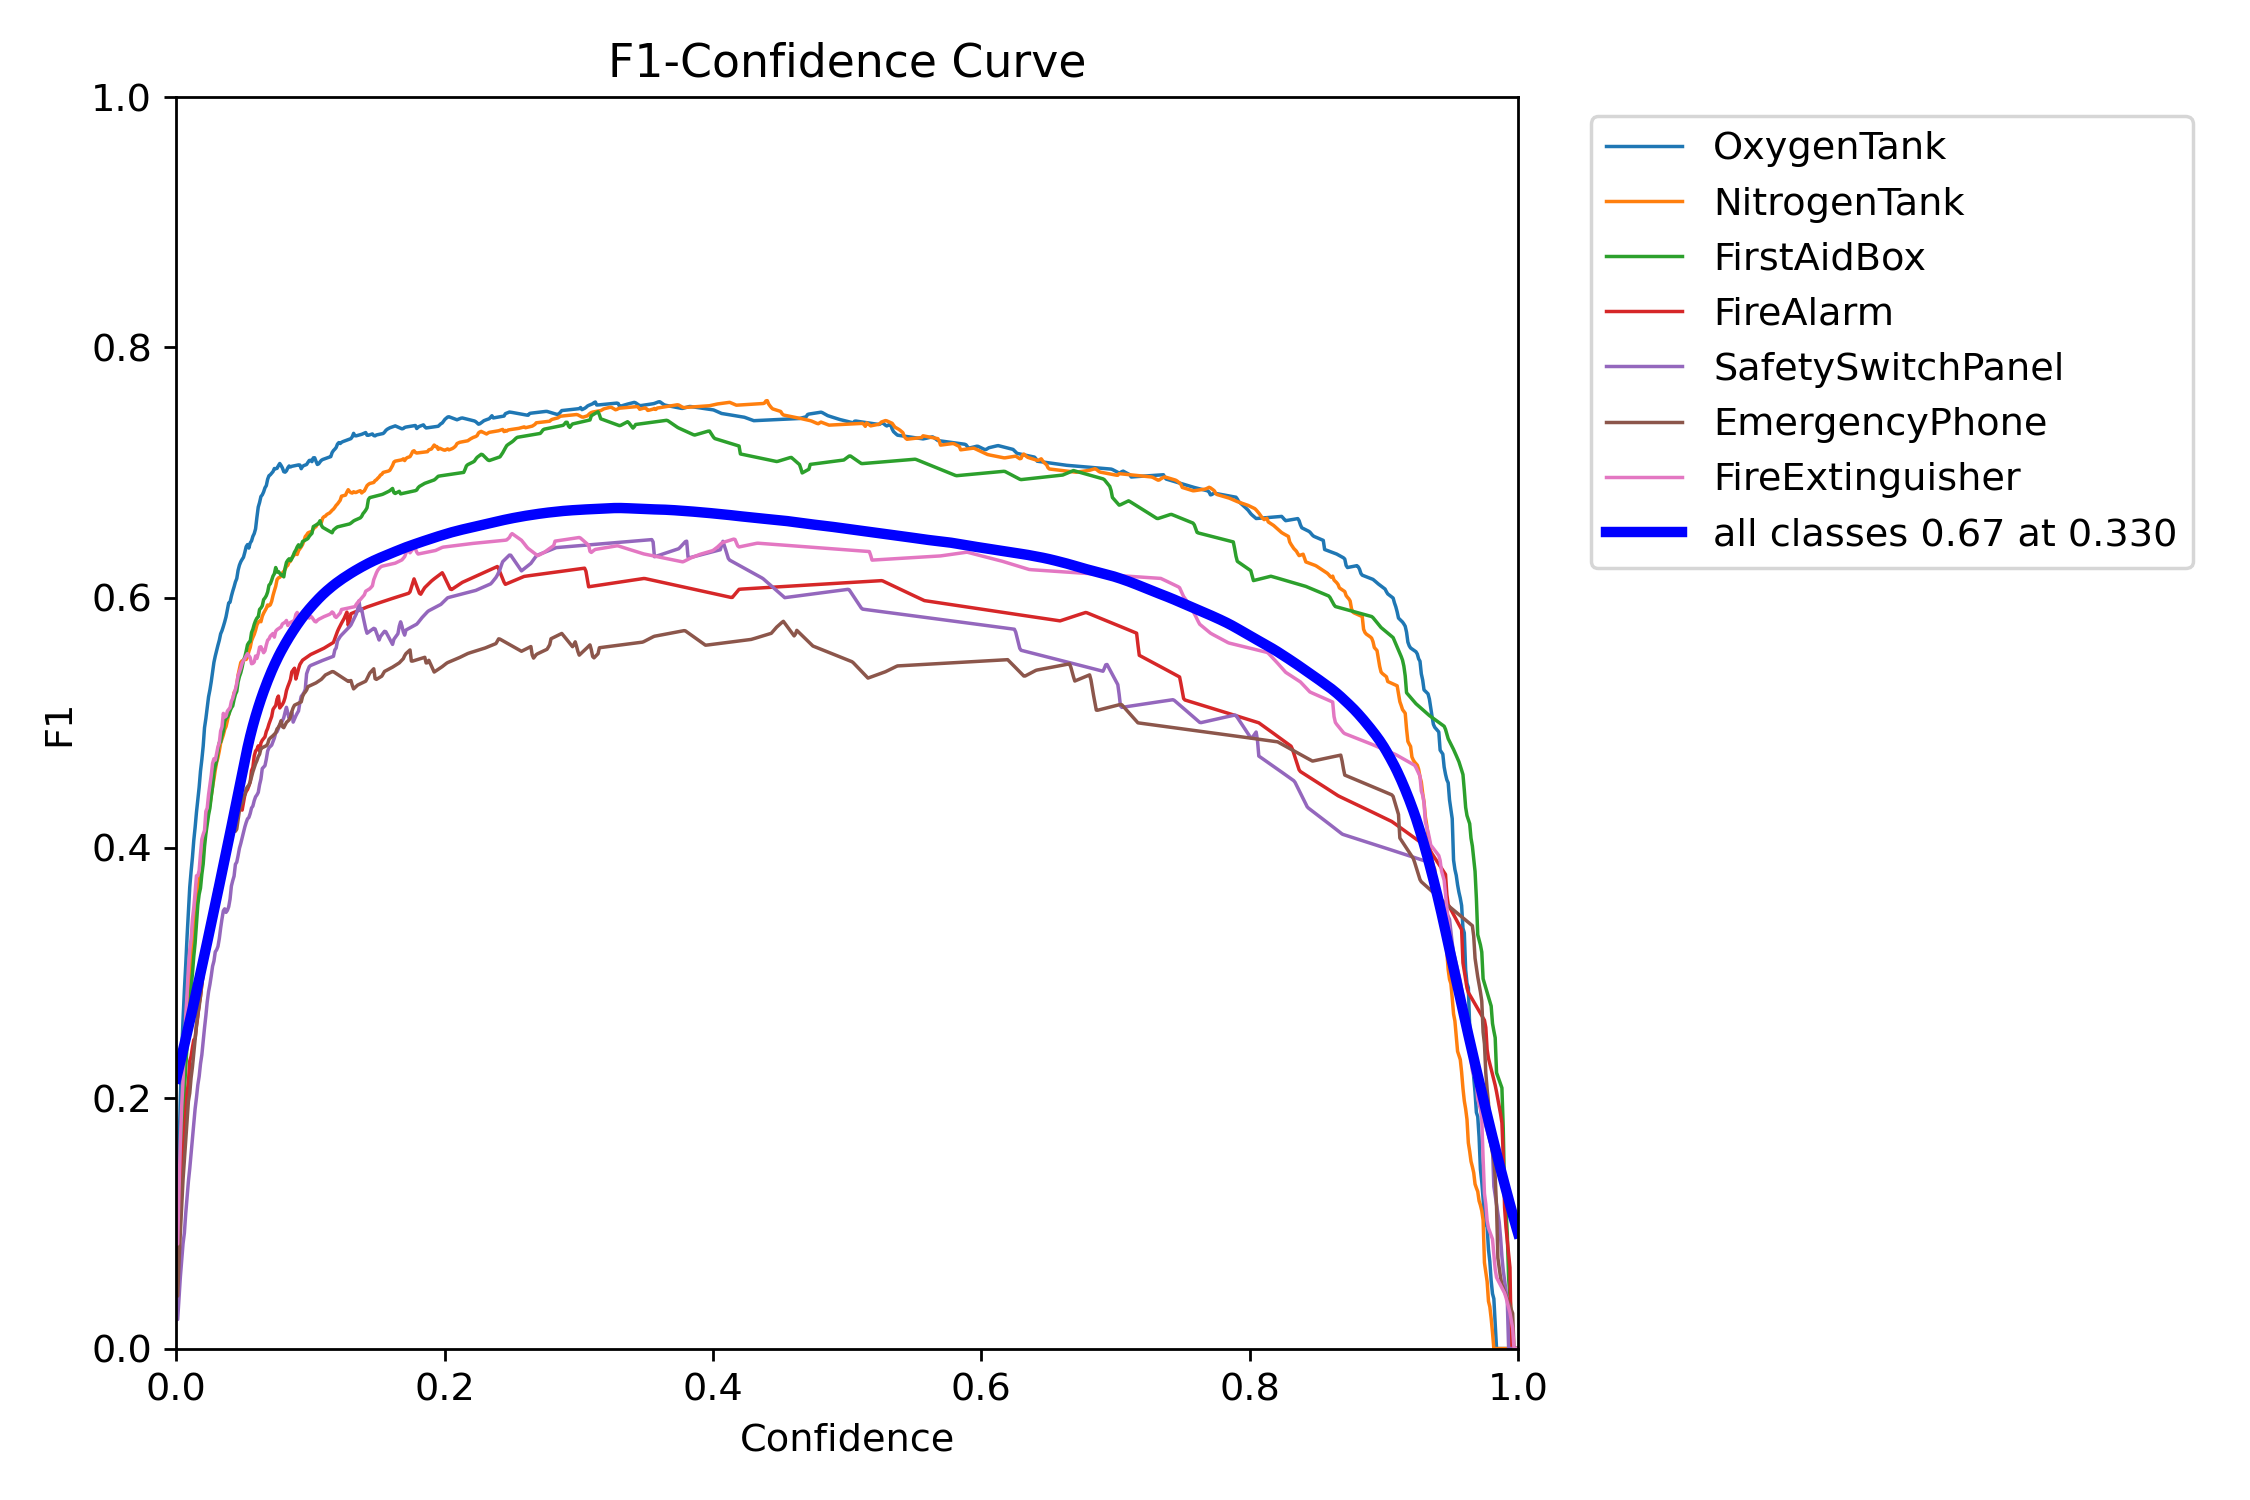 F1-Confidence Curve
1.0
0.8
0.6
0.4
0.2
0.0
F1
0.0 0.2 0.4 0.6 0.8 1.0
Confidence
OxygenTank
NitrogenTank
FirstAidBox
FireAlarm
SafetySwitchPanel
EmergencyPhone
FireExtinguisher
all classes 0.67 at 0.330